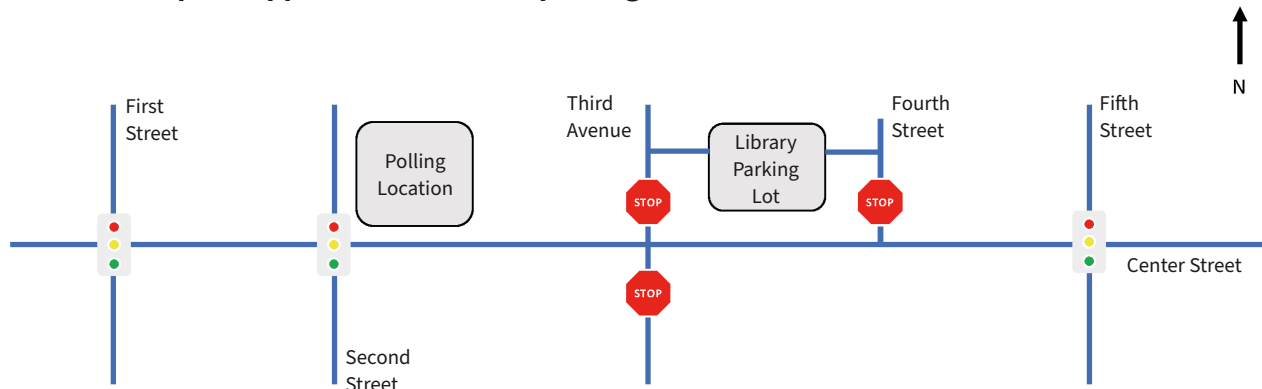 N
First
Street
Third
Avenue
Fourth
Street
Fifth
Street
Polling
Location
Library
Parking
Lot
STOP
STOP
STOP
Center Street
Second
Street